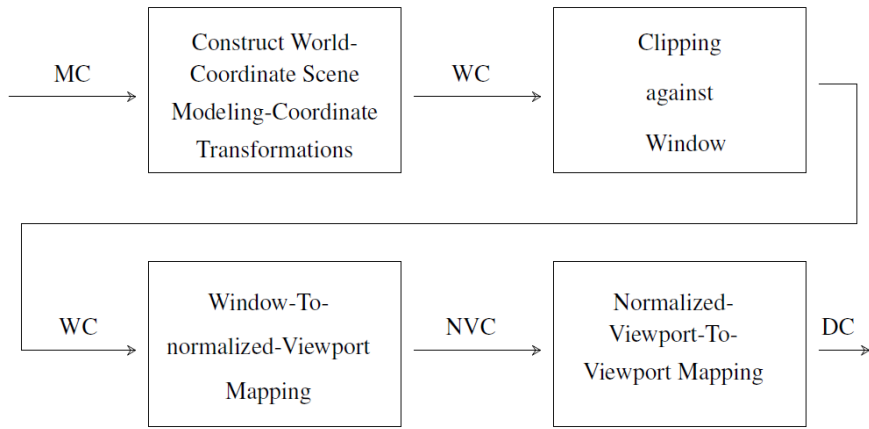 MC
Construct World-
Coordinate Scene
Modeling-Coordinate
Transformations
WC
Clipping
against
Window
WC
Window-To-
normalized-Viewport
Mapping
NVC
Normalized-
Viewport-To-
Viewport Mapping
DC